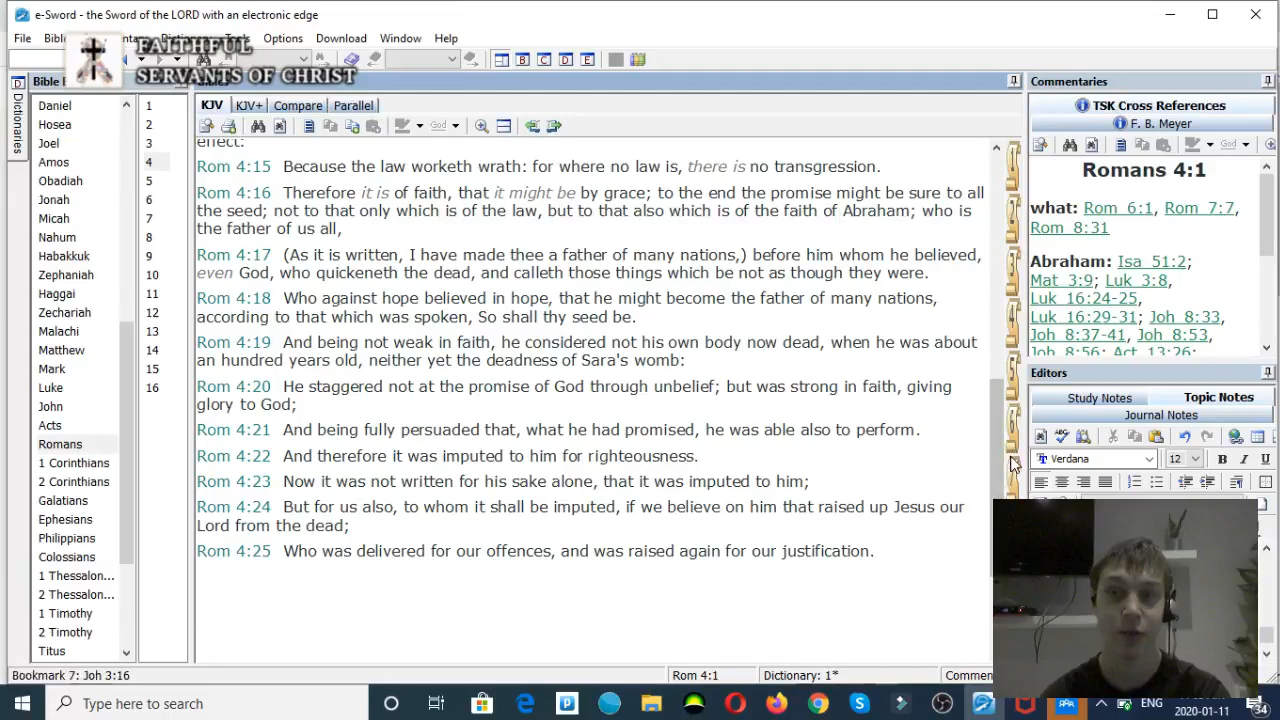 e-Sword - the Sword of the LORD with an electronic edge
File Bib Options Download Window Help
FAITHFUL
SERVANTS OF CHRIST
Dictionaries
Bible
Daniel
Hosea
Joel
Amos
Obadiah
Jonah
Micah
Nahum
Habakkuk
Zephaniah
Haggai
Zechariah
Malachi
Matthew
Mark
Luke
John
Acts
Romans
1 Corinthians
2 Corinthians
Galatians
Ephesians
Philippians
Colossians
1 Thessalon...
2 Thessalon...
1 Timothy
2 Timothy
Titus
1
2
3
4
5
6
7
8
9
10
11
12
13
14
15
16
KJV KJV+ Compare Parallel
God
effect:
Rom 4:15 Because the law worketh wrath: for where no law is, there is no transgression.
Rom 4:16 Therefore it is of faith, that it might be by grace; to the end the promise might be sure to all
the seed; not to that only which is of the law, but to that also which is of the faith of Abraham; who is
the father of us all,
Rom 4:17 (As it is written, I have made thee a father of many nations,) before him whom he believed,
even God, who quickeneth the dead, and calleth those things which be not as though they were.
Rom 4:18 Who against hope believed in hope, that he might become the father of many nations,
according to that which was spoken, So shall thy seed be.
Rom 4:19 And being not weak in faith, he considered not his own body now dead, when he was about
an hundred years old, neither yet the deadness of Sara's womb:
Rom 4:20 He staggered not at the promise of God through unbelief; but was strong in faith, giving
glory to God;
Rom 4:21 And being fully persuaded that, what he had promised, he was able also to perform.
Rom 4:22 And therefore it was imputed to him for righteousness.
Rom 4:23 Now it was not written for his sake alone, that it was imputed to him;
Rom 4:24 But for us also, to whom it shall be imputed, if we believe on him that raised up Jesus our
Lord from the dead;
Rom 4:25 Who was delivered for our offences, and was raised again for our justification.
1
2
3
4
5
6
Commentaries
TSK Cross References
F. B. Meyer
Romans 4:1
what: Rom 6:1, Rom 7:7,
Rom 8:31
Abraham: Isa 51:2;
Mat 3:9; Luk 3:8;
Luk 16:24-25,
Luk 16:29-31; Joh 8:33,
Joh 8:37-41, Joh 8:53,
Joh 8:56; Act 13:26;
Editors
Study Notes Topic Notes
Journal Notes
Verdana 12 B I U
Bookmark 7: Joh 3:16 Rom 4:1 Dictionary: 1* Commen
Type here to search
ENG
2020-01-11
34